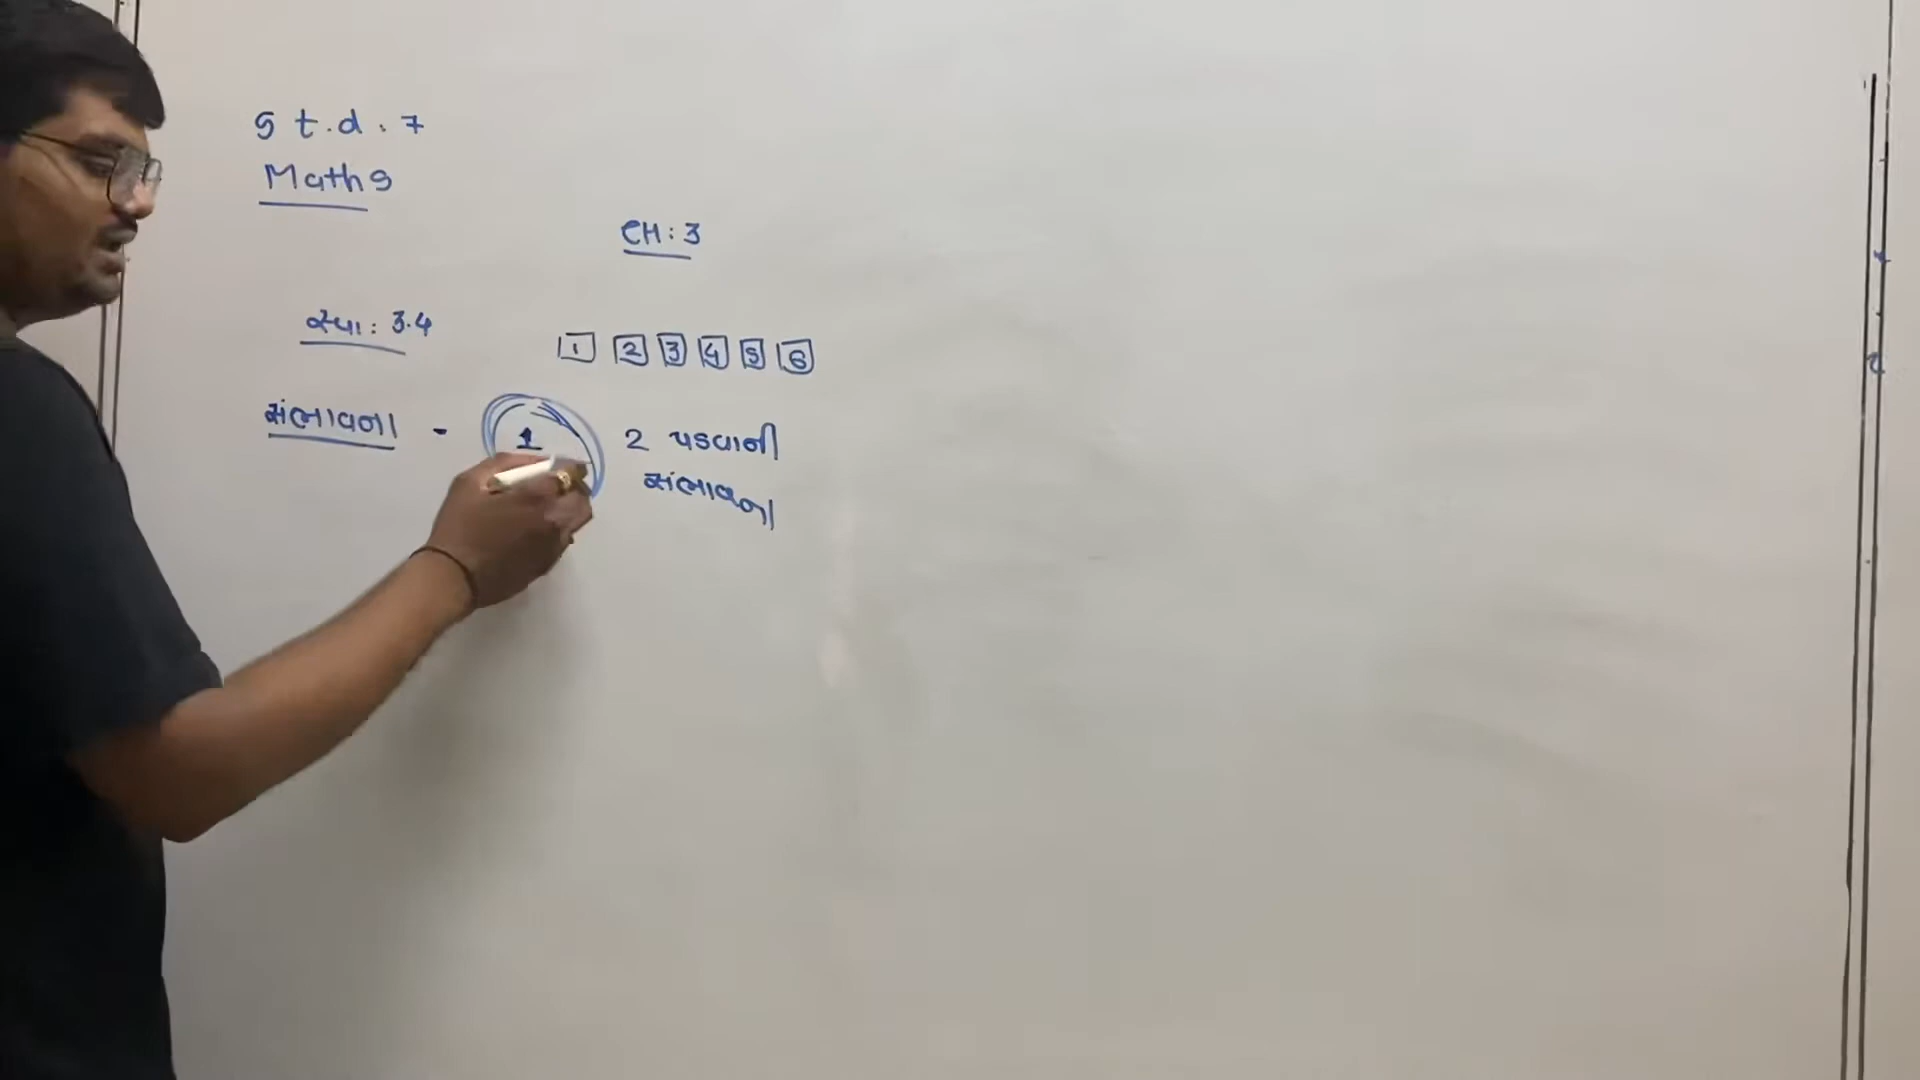 Std. 7
Maths
CH: 3
સ્વા: 3.4
1 2 3 4 5 6
સંભાવના - 1
2 પડવાની
સંભાવના